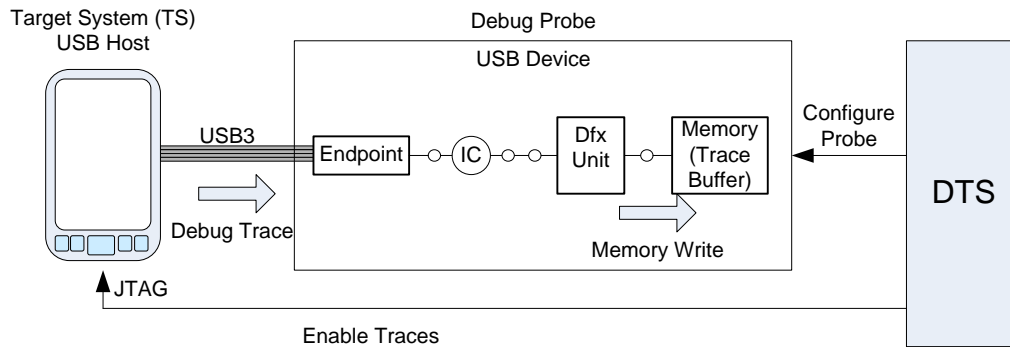 Target System (TS)
USB Host
Debug Probe
USB Device
USB3
Endpoint
IC
Dfx
Unit
Memory
(Trace
Buffer)
Configure
Probe
DTS
Debug Trace
Memory Write
JTAG
Enable Traces